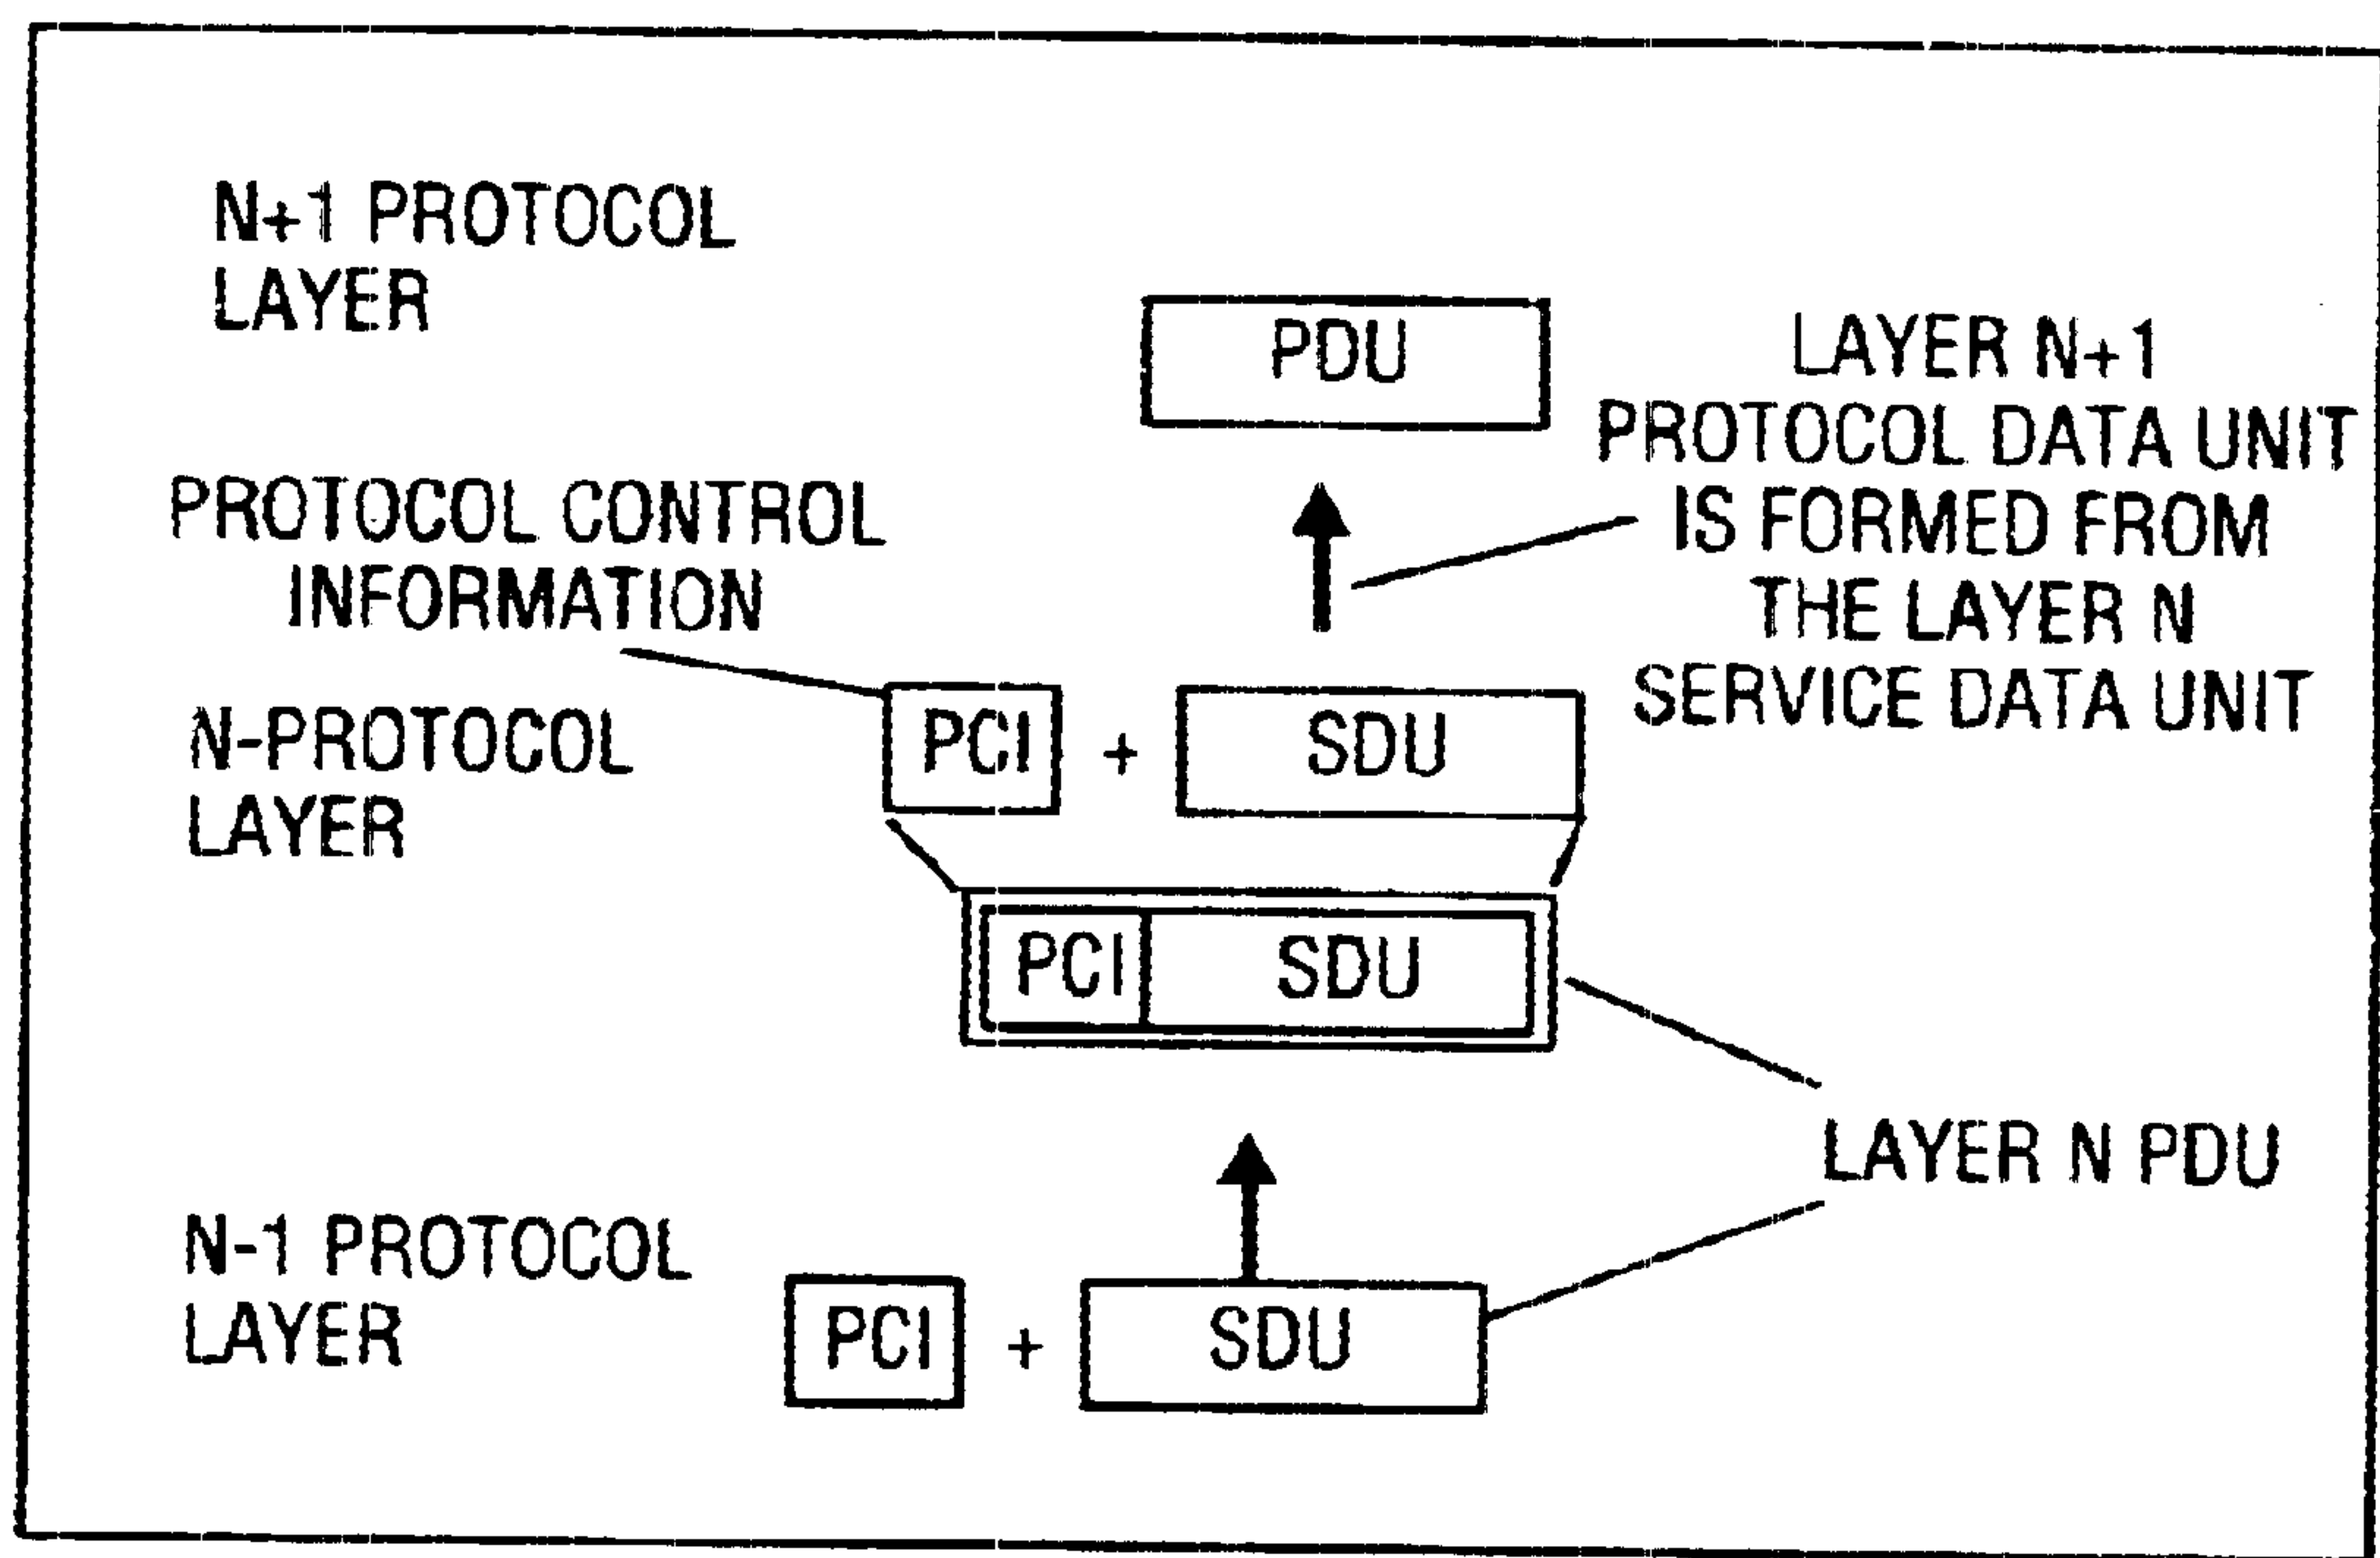 N+1 PROTOCOL
LAYER
PDU
LAYER N+1
PROTOCOL DATA UNIT
IS FORMED FROM
THE LAYER N
SERVICE DATA UNIT
PROTOCOL CONTROL
INFORMATION
N-PROTOCOL
LAYER
PCI + SDU
PCI SDU
LAYER N PDU
N-1 PROTOCOL
LAYER
PCI + SDU